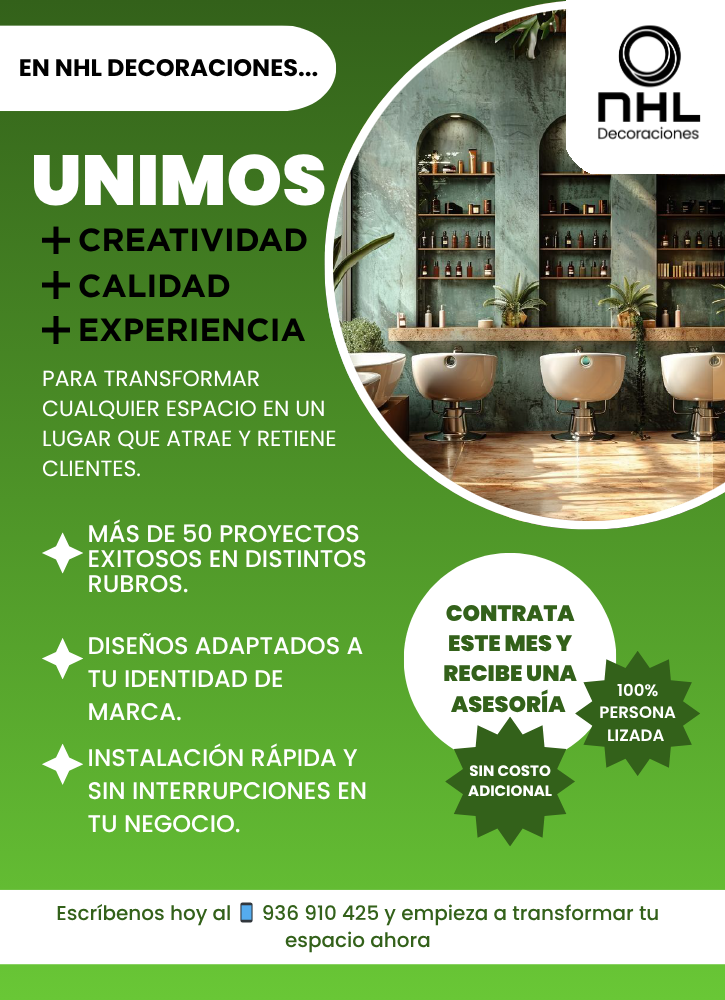 EN NHL DECORACIONES...
NHL
Decoraciones
UNIMOS
+ CREATIVIDAD
+ CALIDAD
+ EXPERIENCIA
PARA TRANSFORMAR
CUALQUIER ESPACIO EN UN
LUGAR QUE ATRAE Y RETIENE
CLIENTES.
MÁS DE 50 PROYECTOS
EXITOSOS EN DISTINTOS
RUBROS.
DISEÑOS ADAPTADOS A
TU IDENTIDAD DE
MARCA.
INSTALACIÓN RÁPIDA Y
SIN INTERRUPCIONES EN
TU NEGOCIO.
CONTRATA
ESTE MES Y
RECIBE UNA
ASESORÍA
100%
PERSONA
LIZADA
SIN COSTO
ADICIONAL
Escríbenos hoy al 📱 936 910 425 y empieza a transformar tu
espacio ahora